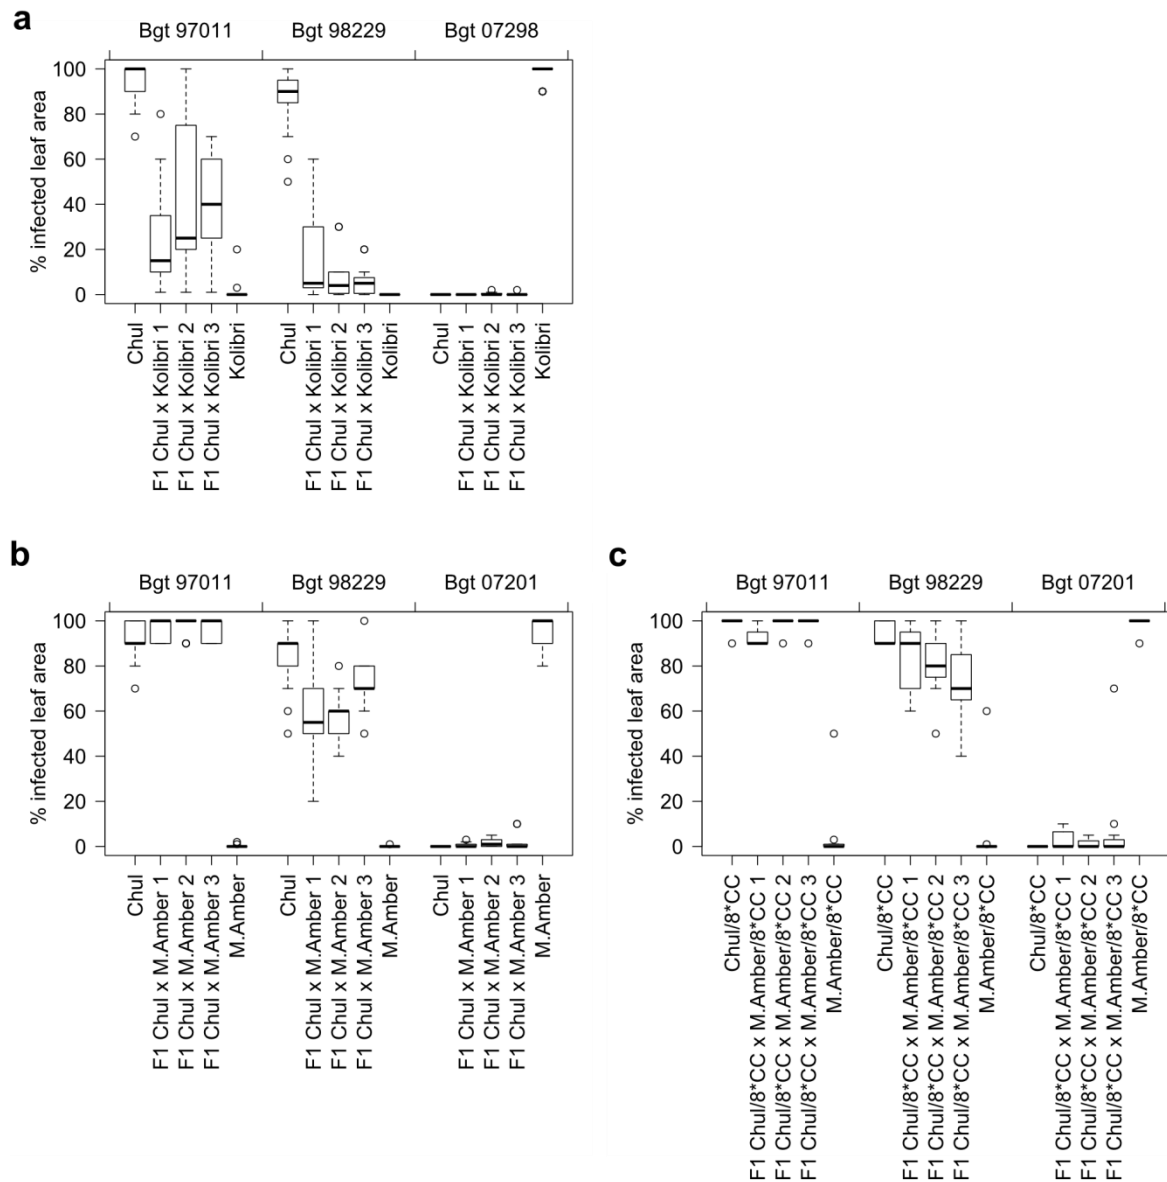 a
Bgt 97011 Bgt 98229 Bgt 07298
% infected leaf area
100
80
60
40
20
0
Chul
F1 Chul x Kolibri 1
F1 Chul x Kolibri 2
F1 Chul x Kolibri 3
Kolibri
Chul
F1 Chul x Kolibri 1
F1 Chul x Kolibri 2
F1 Chul x Kolibri 3
Kolibri
Chul
F1 Chul x Kolibri 1
F1 Chul x Kolibri 2
F1 Chul x Kolibri 3
Kolibri
b
Bgt 97011 Bgt 98229 Bgt 07201
% infected leaf area
100
80
60
40
20
0
Chul
F1 Chul x M.Amber 1
F1 Chul x M.Amber 2
F1 Chul x M.Amber 3
M.Amber
Chul
F1 Chul x M.Amber 1
F1 Chul x M.Amber 2
F1 Chul x M.Amber 3
M.Amber
Chul
F1 Chul x M.Amber 1
F1 Chul x M.Amber 2
F1 Chul x M.Amber 3
M.Amber
c
Bgt 97011 Bgt 98229 Bgt 07201
% infected leaf area
100
80
60
40
20
0
Chul/8*CC
F1 Chul/8*CC x M.Amber/8*CC 1
F1 Chul/8*CC x M.Amber/8*CC 2
F1 Chul/8*CC x M.Amber/8*CC 3
M.Amber/8*CC
Chul/8*CC
F1 Chul/8*CC x M.Amber/8*CC 1
F1 Chul/8*CC x M.Amber/8*CC 2
F1 Chul/8*CC x M.Amber/8*CC 3
M.Amber/8*CC
Chul/8*CC
F1 Chul/8*CC x M.Amber/8*CC 1
F1 Chul/8*CC x M.Amber/8*CC 2
F1 Chul/8*CC x M.Amber/8*CC 3
M.Amber/8*CC